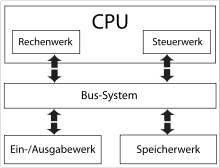 CPU
Rechenwerk
Steuerwerk
Bus-System
Ein-/Ausgabewerk
Speicherwerk